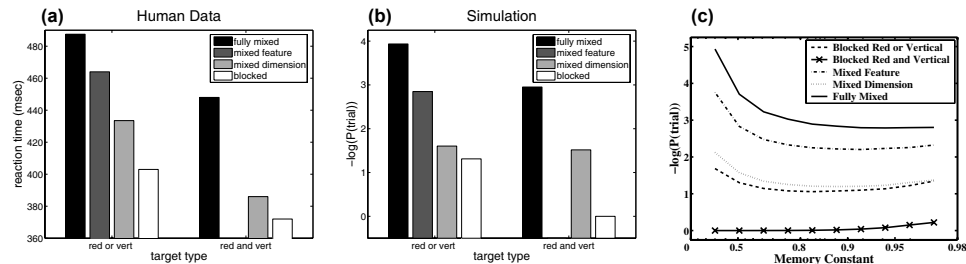 (a)
Human Data
480
460
440
420
400
380
360
reaction time (msec)
fully mixed
mixed feature
mixed dimension
blocked
red or vert
red and vert
target type
(b)
Simulation
4
3
2
1
0
−log(P(trial))
fully mixed
mixed feature
mixed dimension
blocked
red or vert
red and vert
target type
(c)
5
4
3
2
1
0
−log(P(trial))
Blocked Red or Vertical
Blocked Red and Vertical
Mixed Feature
Mixed Dimension
Fully Mixed
0
0.5
0.8
0.9
0.95
0.98
Memory Constant